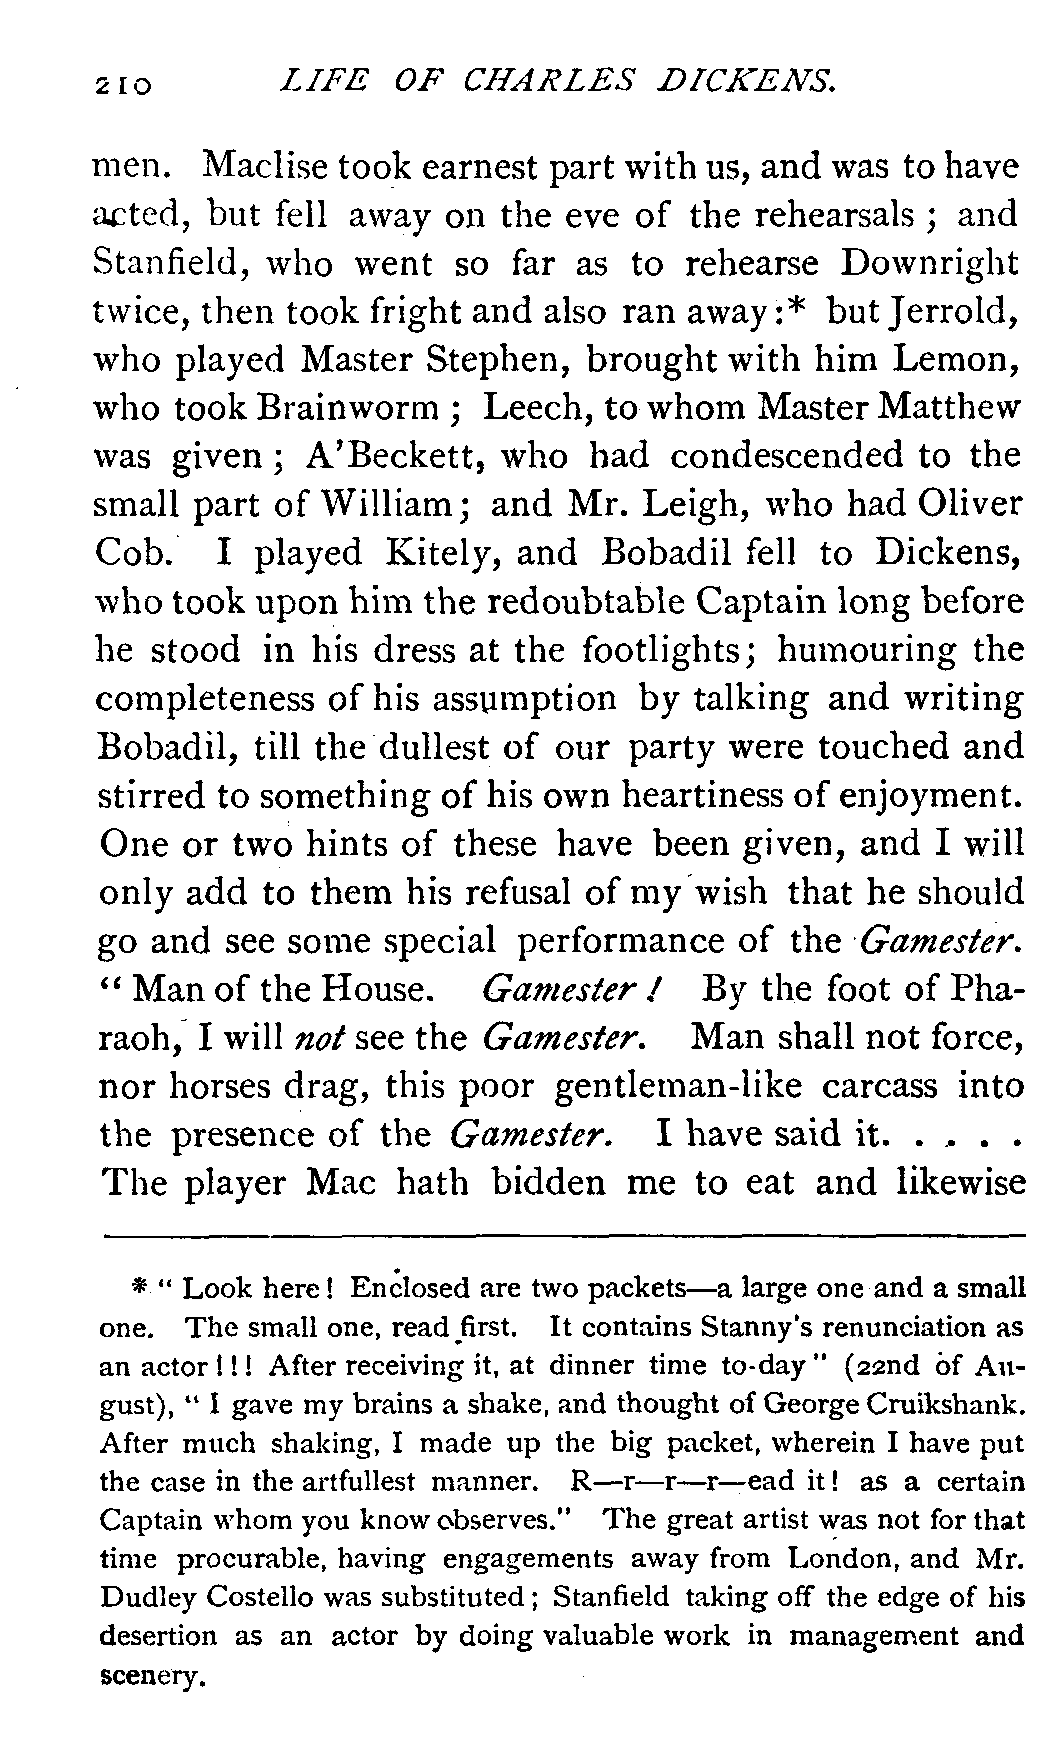 210 LIFE OF CHARLES DICKENS.
men. Maclise took earnest part with us, and was to have
acted, but fell away on the eve of the rehearsals ; and
Stanfield, who went so far as to rehearse Downright
twice, then took fright and also ran away :* but Jerrold,
who played Master Stephen, brought with him Lemon,
who took Brainworm ; Leech, to whom Master Matthew
was given ; A'Beckett, who had condescended to the
small part of William ; and Mr. Leigh, who had Oliver
Cob. I played Kitely, and Bobadil fell to Dickens,
who took upon him the redoubtable Captain long before
he stood in his dress at the footlights; humouring the
completeness of his assumption by talking and writing
Bobadil, till the dullest of our party were touched and
stirred to something of his own heartiness of enjoyment.
One or two hints of these have been given, and I will
only add to them his refusal of my wish that he should
go and see some special performance of the Gamester.
" Man of the House. Gamester ! By the foot of Pha-
raoh, I will not see the Gamester. Man shall not force,
nor horses drag, this poor gentleman-like carcass into
the presence of the Gamester. I have said it. . . . .
The player Mac hath bidden me to eat and likewise
* " Look here ! Enclosed are two packets—a large one and a small
one. The small one, read first. It contains Stanny's renunciation as
an actor ! ! ! After receiving it, at dinner time to-day " (22nd of Au-
gust), " I gave my brains a shake, and thought of George Cruikshank.
After much shaking, I made up the big packet, wherein I have put
the case in the artfullest manner. R—r—r—r—ead it ! as a certain
Captain whom you know observes." The great artist was not for that
time procurable, having engagements away from London, and Mr.
Dudley Costello was substituted ; Stanfield taking off the edge of his
desertion as an actor by doing valuable work in management and
scenery.